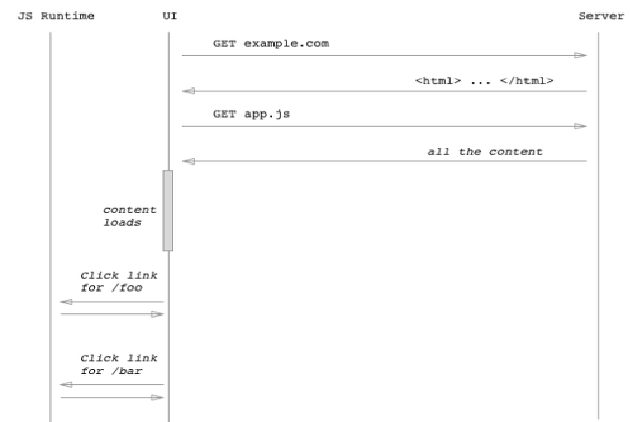 JS Runtime UI Server
GET example.com
<html> ... </html>
GET app.js
all the content
content
loads
Click link
for /foo
Click link
for /bar